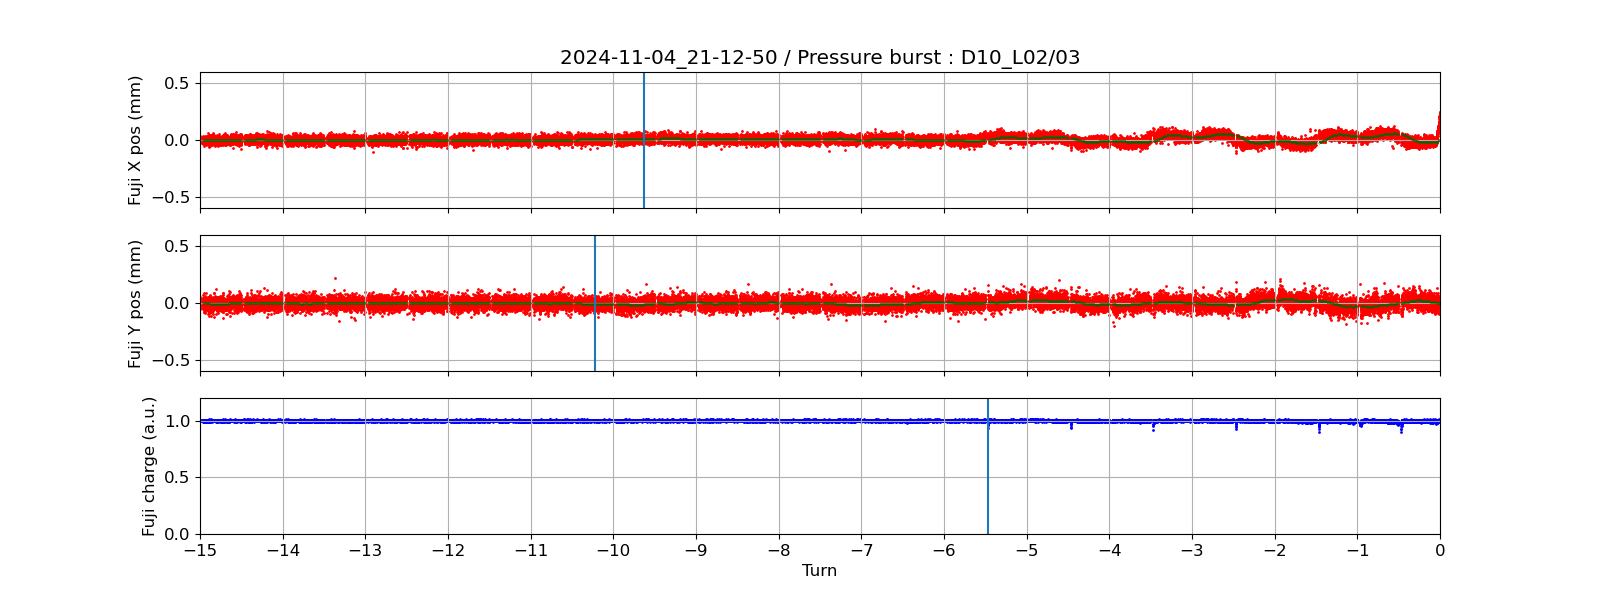 2024-11-04_21-12-50 / Pressure burst : D10_L02/03
Fuji X pos (mm)
0.5
0.0
−0.5
Fuji Y pos (mm)
0.5
0.0
−0.5
Fuji charge (a.u.)
1.0
0.5
0.0
−15 −14 −13 −12 −11 −10 −9 −8 −7 −6 −5 −4 −3 −2 −1 0
Turn